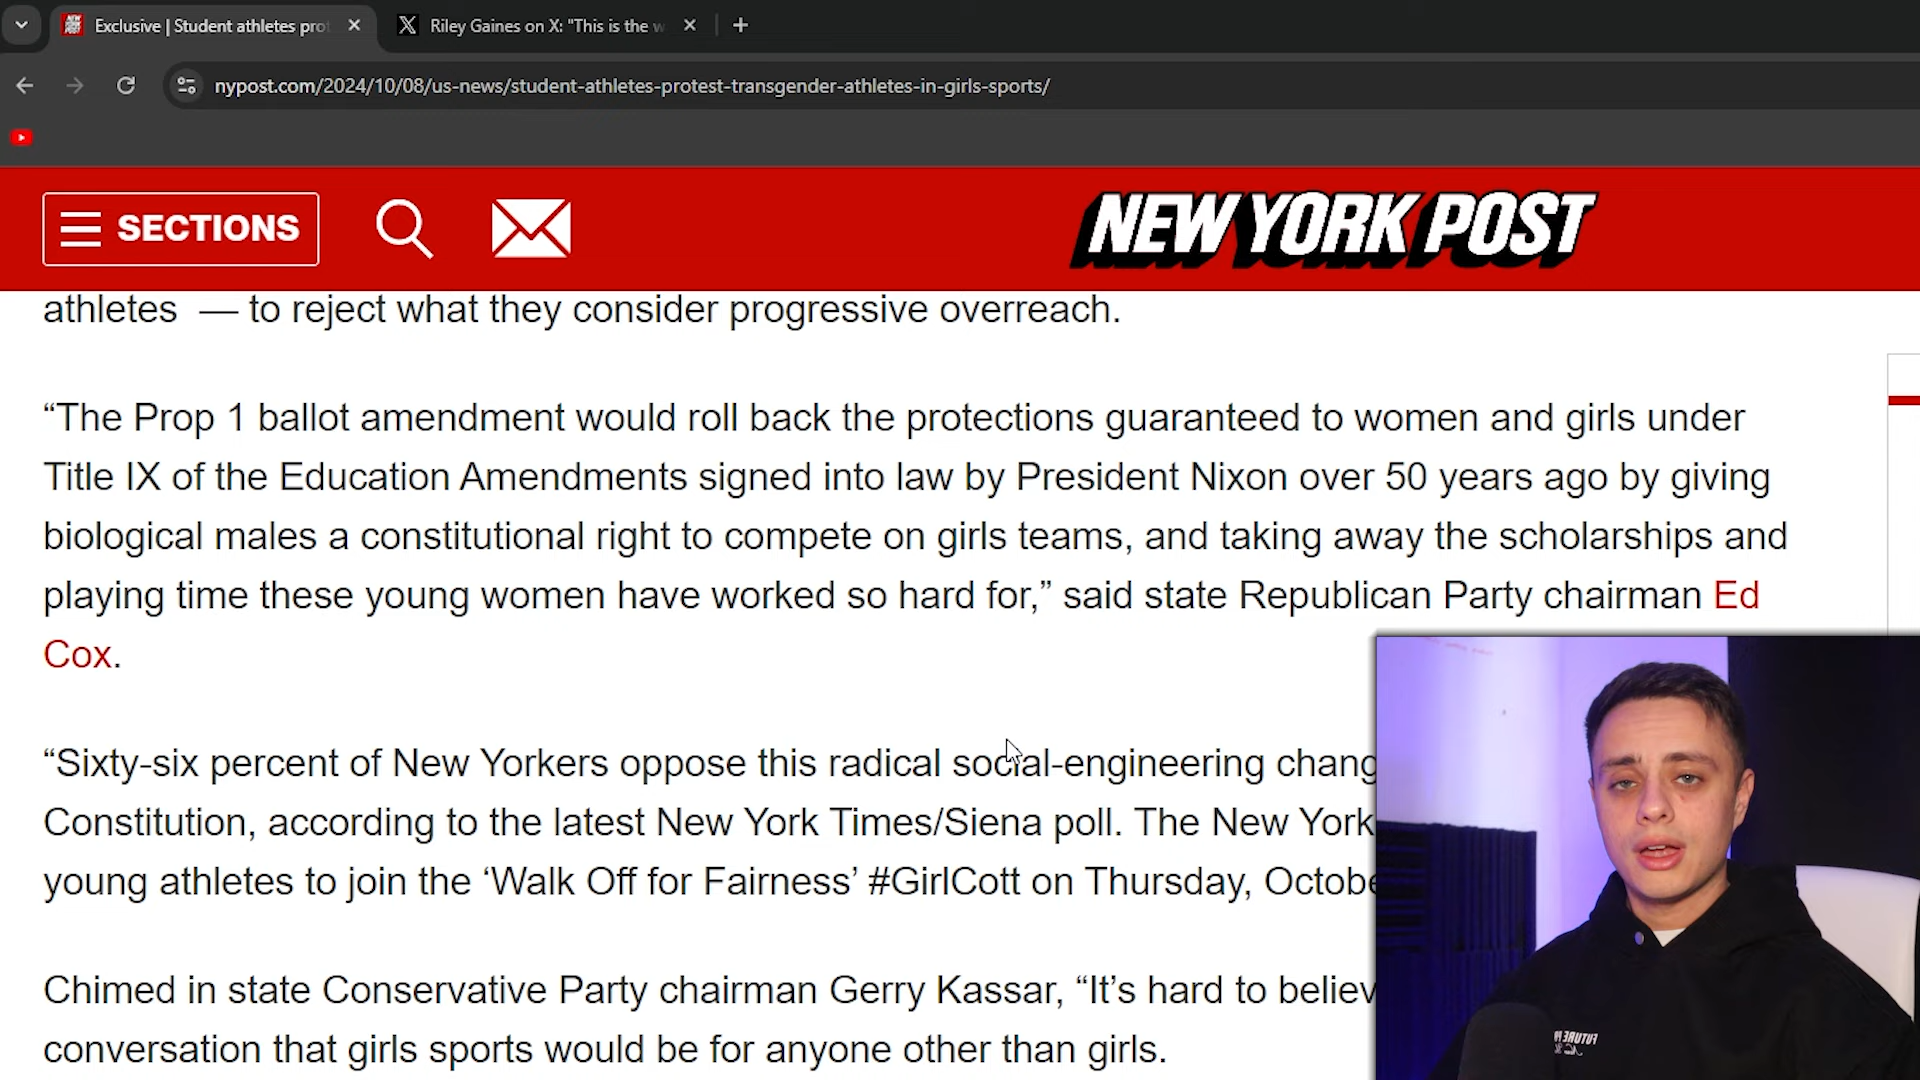 Exclusive | Student athletes pro
Riley Gaines on X: "This is the w
nypost.com/2024/10/08/us-news/student-athletes-protest-transgender-athletes-in-girls-sports/
SECTIONS
NEW YORK POST
athletes — to reject what they consider progressive overreach.
“The Prop 1 ballot amendment would roll back the protections guaranteed to women and girls under
Title IX of the Education Amendments signed into law by President Nixon over 50 years ago by giving
biological males a constitutional right to compete on girls teams, and taking away the scholarships and
playing time these young women have worked so hard for,” said state Republican Party chairman Ed
Cox.
“Sixty-six percent of New Yorkers oppose this radical social-engineering chang
Constitution, according to the latest New York Times/Siena poll. The New York
young athletes to join the ‘Walk Off for Fairness’ #GirlCott on Thursday, Octobe
Chimed in state Conservative Party chairman Gerry Kassar, “It’s hard to believ
conversation that girls sports would be for anyone other than girls.